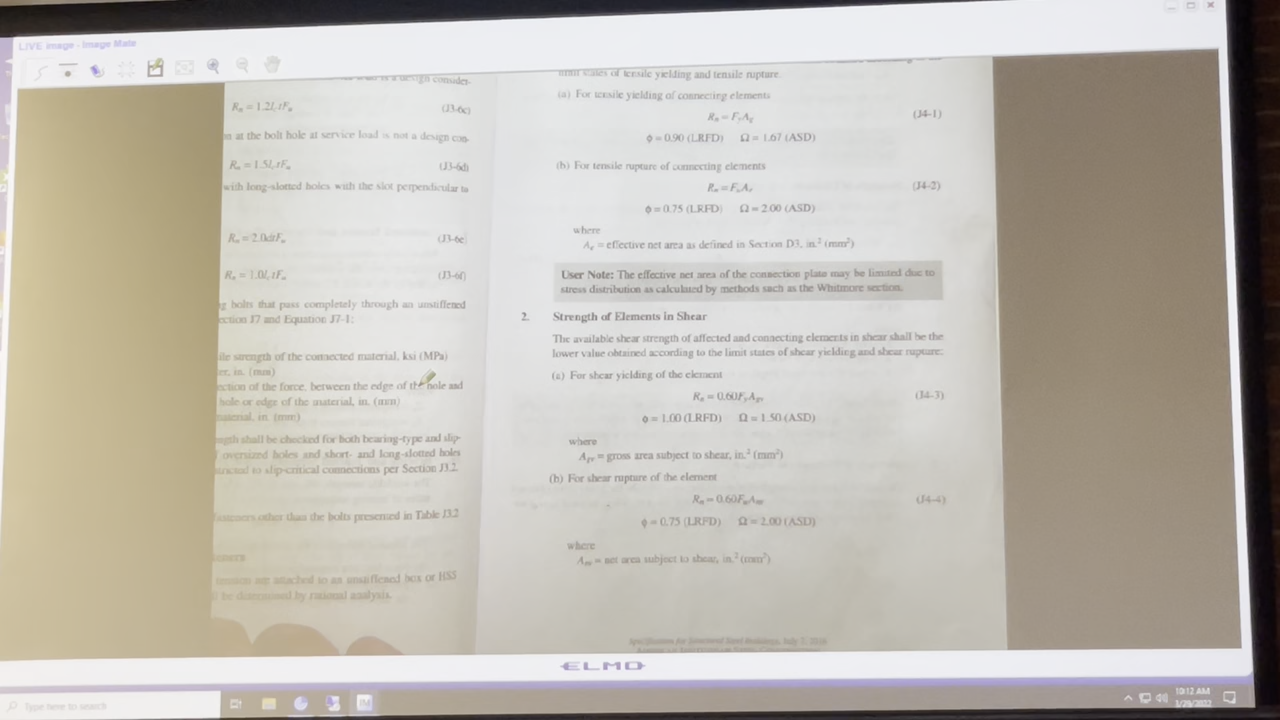 LIVE image - Image Mate
Rₙ = 1.2lc tFᵤ (J3-6c)
at the bolt hole at service load is not a design con-
Rₙ = 1.5lc tFᵤ (J3-6d)
with long-slotted holes with the slot perpendicular to
Rₙ = 2.0dtFᵤ (J3-6e)
Rₙ = 1.0lc tFᵤ (J3-6f)
bolts that pass completely through an unstiffened
ection J7 and Equation J7-1;
ile strength of the connected material, ksi (MPa)
er, in. (mm)
ection of the force, between the edge of the hole and
hole or edge of the material, in. (mm)
material, in. (mm)
ngth shall be checked for both bearing-type and slip-
oversized holes and short- and long-slotted holes
to slip-critical connections per Section J3.2.
fasteners other than the bolts presented in Table J3.2
are attached to an unstiffened box or HSS
be determined by rational analysis.
limit states of tensile yielding and tensile rupture.
(a) For tensile yielding of connecting elements
Rₙ = FyAg (J4-1)
ϕ = 0.90 (LRFD) Ω = 1.67 (ASD)
(b) For tensile rupture of connecting elements
Rₙ = FᵤAₑ (J4-2)
ϕ = 0.75 (LRFD) Ω = 2.00 (ASD)
where
Aₑ = effective net area as defined in Section D3, in.² (mm²)
User Note: The effective net area of the connection plate may be limited due to
stress distribution as calculated by methods such as the Whitmore section.
2. Strength of Elements in Shear
The available shear strength of affected and connecting elements in shear shall be the
lower value obtained according to the limit states of shear yielding and shear rupture:
(a) For shear yielding of the element
Rₙ = 0.60FyAgv (J4-3)
ϕ = 1.00 (LRFD) Ω = 1.50 (ASD)
where
Agv = gross area subject to shear, in.² (mm²)
(b) For shear rupture of the element
Rₙ = 0.60FᵤAnv (J4-4)
ϕ = 0.75 (LRFD) Ω = 2.00 (ASD)
where
Anv = net area subject to shear, in.² (mm²)
Specification for Structural Steel Buildings, July 7, 2016
ELMO
Type here to search
10:12 AM
3/29/2022